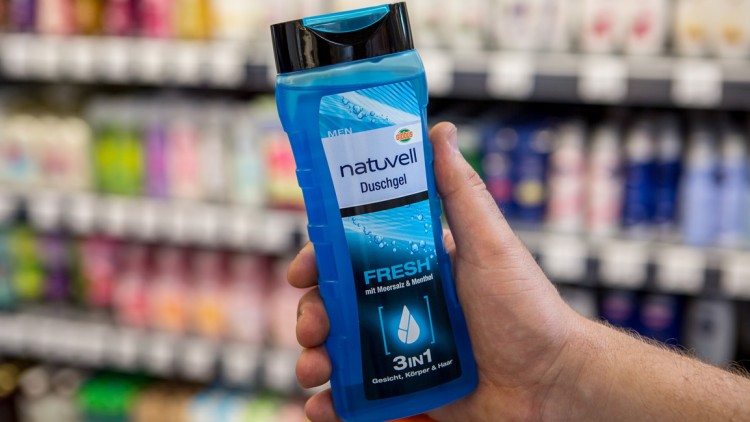 MEN
natuvell
Duschgel
FRESH
mit Meersalz & Menthol
3IN1
Gesicht, Körper & Haar